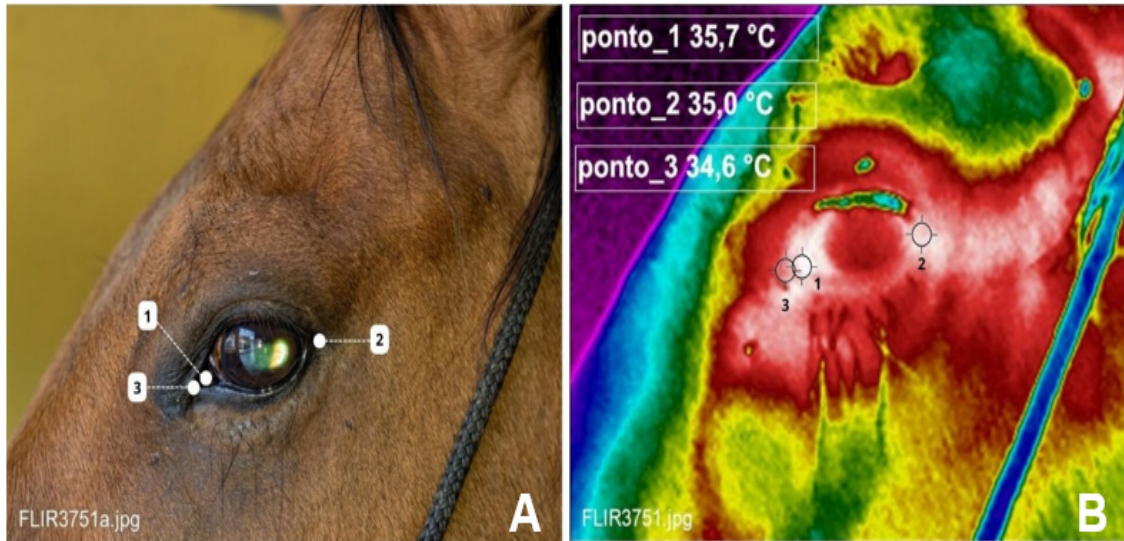 1
2
3
FLIR3751a.jpg
A
ponto_1 35,7 °C
ponto_2 35,0 °C
ponto_3 34,6 °C
2
1
3
FLIR3751.jpg
B